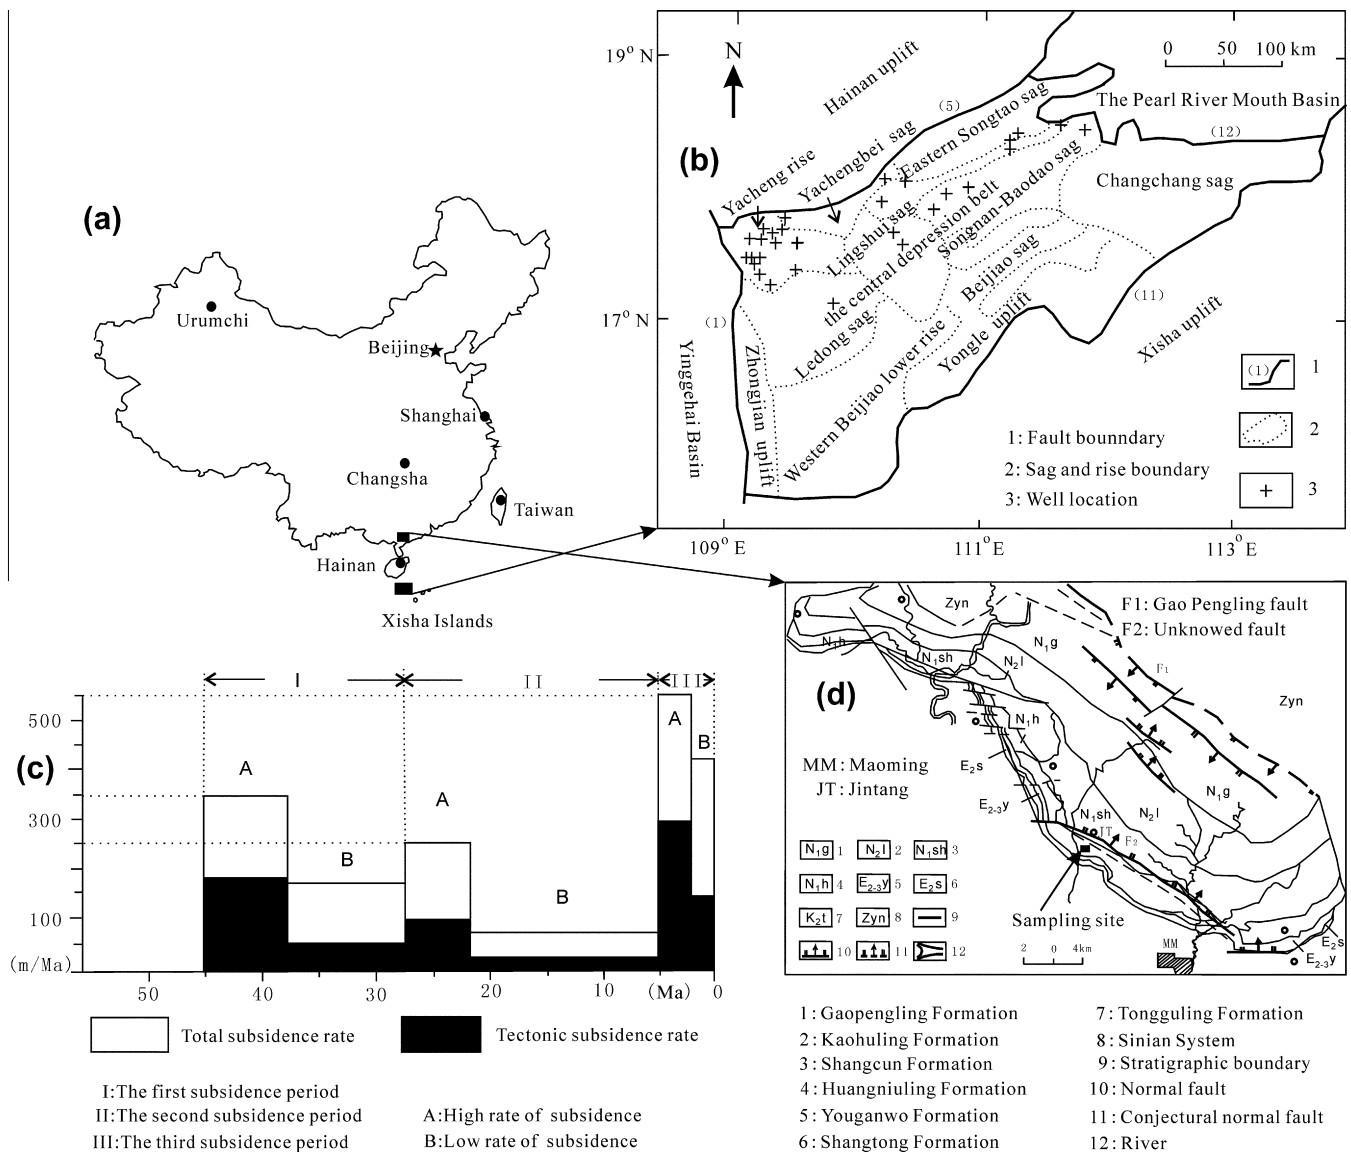 (a)
Urumchi
Beijing
Shanghai
Changsha
Taiwan
Hainan
Xisha Islands
(b)
19° N
17° N
109° E
111° E
113° E
N
0 50 100 km
Hainan uplift
(5)
The Pearl River Mouth Basin
(12)
Eastern Songtao sag
Yachengbei sag
Yacheng rise
Changchang sag
Songnan-Baodao sag
Lingshui sag
the central depression belt
Beijiao sag
Yongle uplift
(11)
Xisha uplift
(1)
Ledong sag
Western Beijiao lower rise
Zhongjian uplift
Yinggehai Basin
(1) 1
2
3
1: Fault bounndary
2: Sag and rise boundary
3: Well location
(c)
I II III
500
300
100
(m/Ma)
A
B
A
B
A
B
50 40 30 20 10 (Ma) 0
Total subsidence rate
Tectonic subsidence rate
I:The first subsidence period
II:The second subsidence period
III:The third subsidence period
A:High rate of subsidence
B:Low rate of subsidence
(d)
F1: Gao Pengling fault
F2: Unknowed fault
Zyn
N₁h
N₁sh
N₂l
N₁g
F₁
Zyn
N₁h
E₂s
E₂₋₃y
N₁g
N₁sh
N₂l
JT
F₂
MM: Maoming
JT: Jintang
N₁g 1 N₂l 2 N₁sh 3
N₁h 4 E₂₋₃y 5 E₂s 6
K₂t 7 Zyn 8 9
10 11 12
Sampling site
2 0 4km
MM
E₂s
E₂₋₃y
1: Gaopengling Formation
2: Kaohuling Formation
3: Shangcun Formation
4: Huangniuling Formation
5: Youganwo Formation
6: Shangtong Formation
7: Tongguling Formation
8: Sinian System
9: Stratigraphic boundary
10: Normal fault
11: Conjectural normal fault
12: River